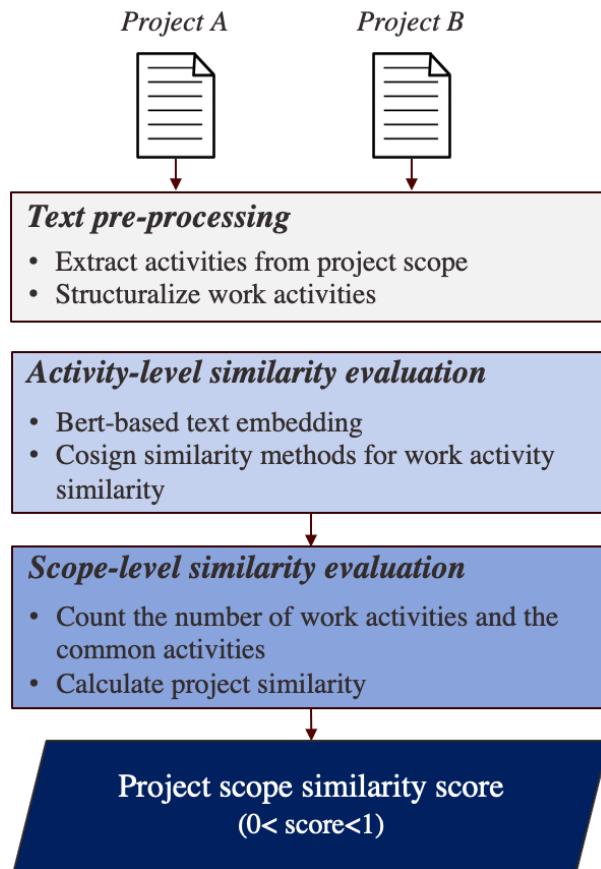 Project A
Project B
Text pre-processing
• Extract activities from project scope
• Structuralize work activities
Activity-level similarity evaluation
• Bert-based text embedding
• Cosign similarity methods for work activity
similarity
Scope-level similarity evaluation
• Count the number of work activities and the
common activities
• Calculate project similarity
Project scope similarity score
(0< score<1)